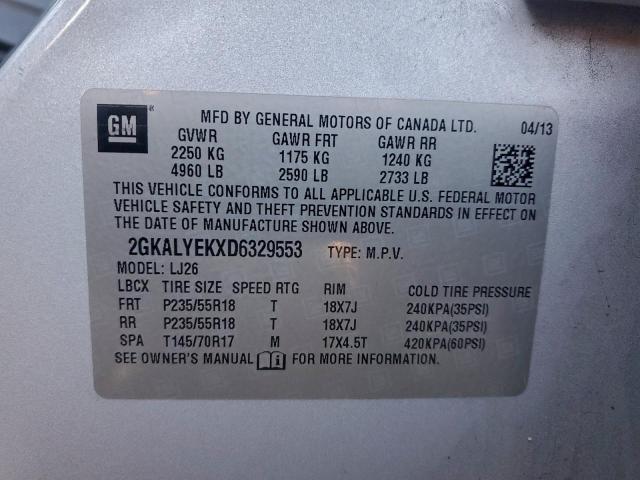 GM ®
MFD BY GENERAL MOTORS OF CANADA LTD. 04/13
GVWR GAWR FRT GAWR RR
2250 KG 1175 KG 1240 KG
4960 LB 2590 LB 2733 LB
THIS VEHICLE CONFORMS TO ALL APPLICABLE U.S. FEDERAL MOTOR
VEHICLE SAFETY AND THEFT PREVENTION STANDARDS IN EFFECT ON
THE DATE OF MANUFACTURE SHOWN ABOVE.
2GKALYEKXD6329553 TYPE: M.P.V.
MODEL: LJ26
LBCX TIRE SIZE SPEED RTG RIM COLD TIRE PRESSURE
FRT P235/55R18 T 18X7J 240KPA(35PSI)
RR P235/55R18 T 18X7J 240KPA(35PSI)
SPA T145/70R17 M 17X4.5T 420KPA(60PSI)
SEE OWNER'S MANUAL FOR MORE INFORMATION.